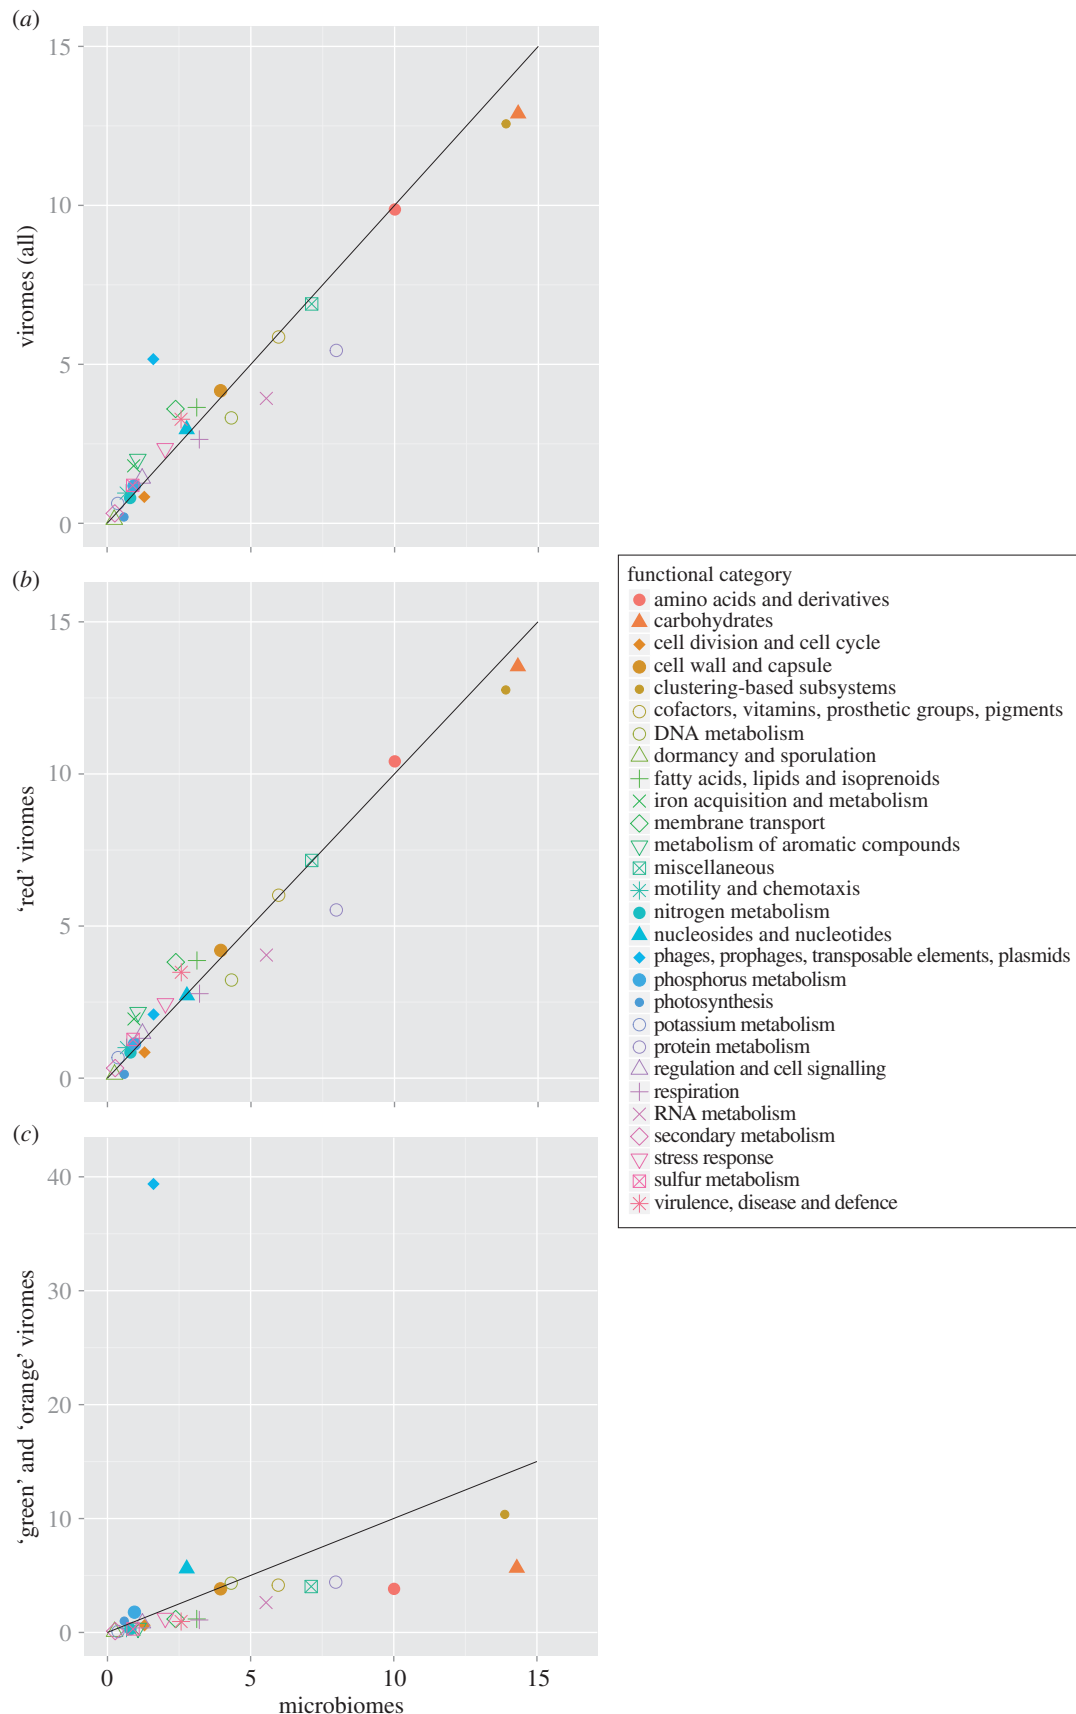 (a)
15
10
5
0
viromes (all)
(b)
15
10
5
0
‘red’ viromes
(c)
40
30
20
10
0
‘green’ and ‘orange’ viromes
0 5 10 15
microbiomes
functional category
amino acids and derivatives
carbohydrates
cell division and cell cycle
cell wall and capsule
clustering-based subsystems
cofactors, vitamins, prosthetic groups, pigments
DNA metabolism
dormancy and sporulation
fatty acids, lipids and isoprenoids
iron acquisition and metabolism
membrane transport
metabolism of aromatic compounds
miscellaneous
motility and chemotaxis
nitrogen metabolism
nucleosides and nucleotides
phages, prophages, transposable elements, plasmids
phosphorus metabolism
photosynthesis
potassium metabolism
protein metabolism
regulation and cell signalling
respiration
RNA metabolism
secondary metabolism
stress response
sulfur metabolism
virulence, disease and defence